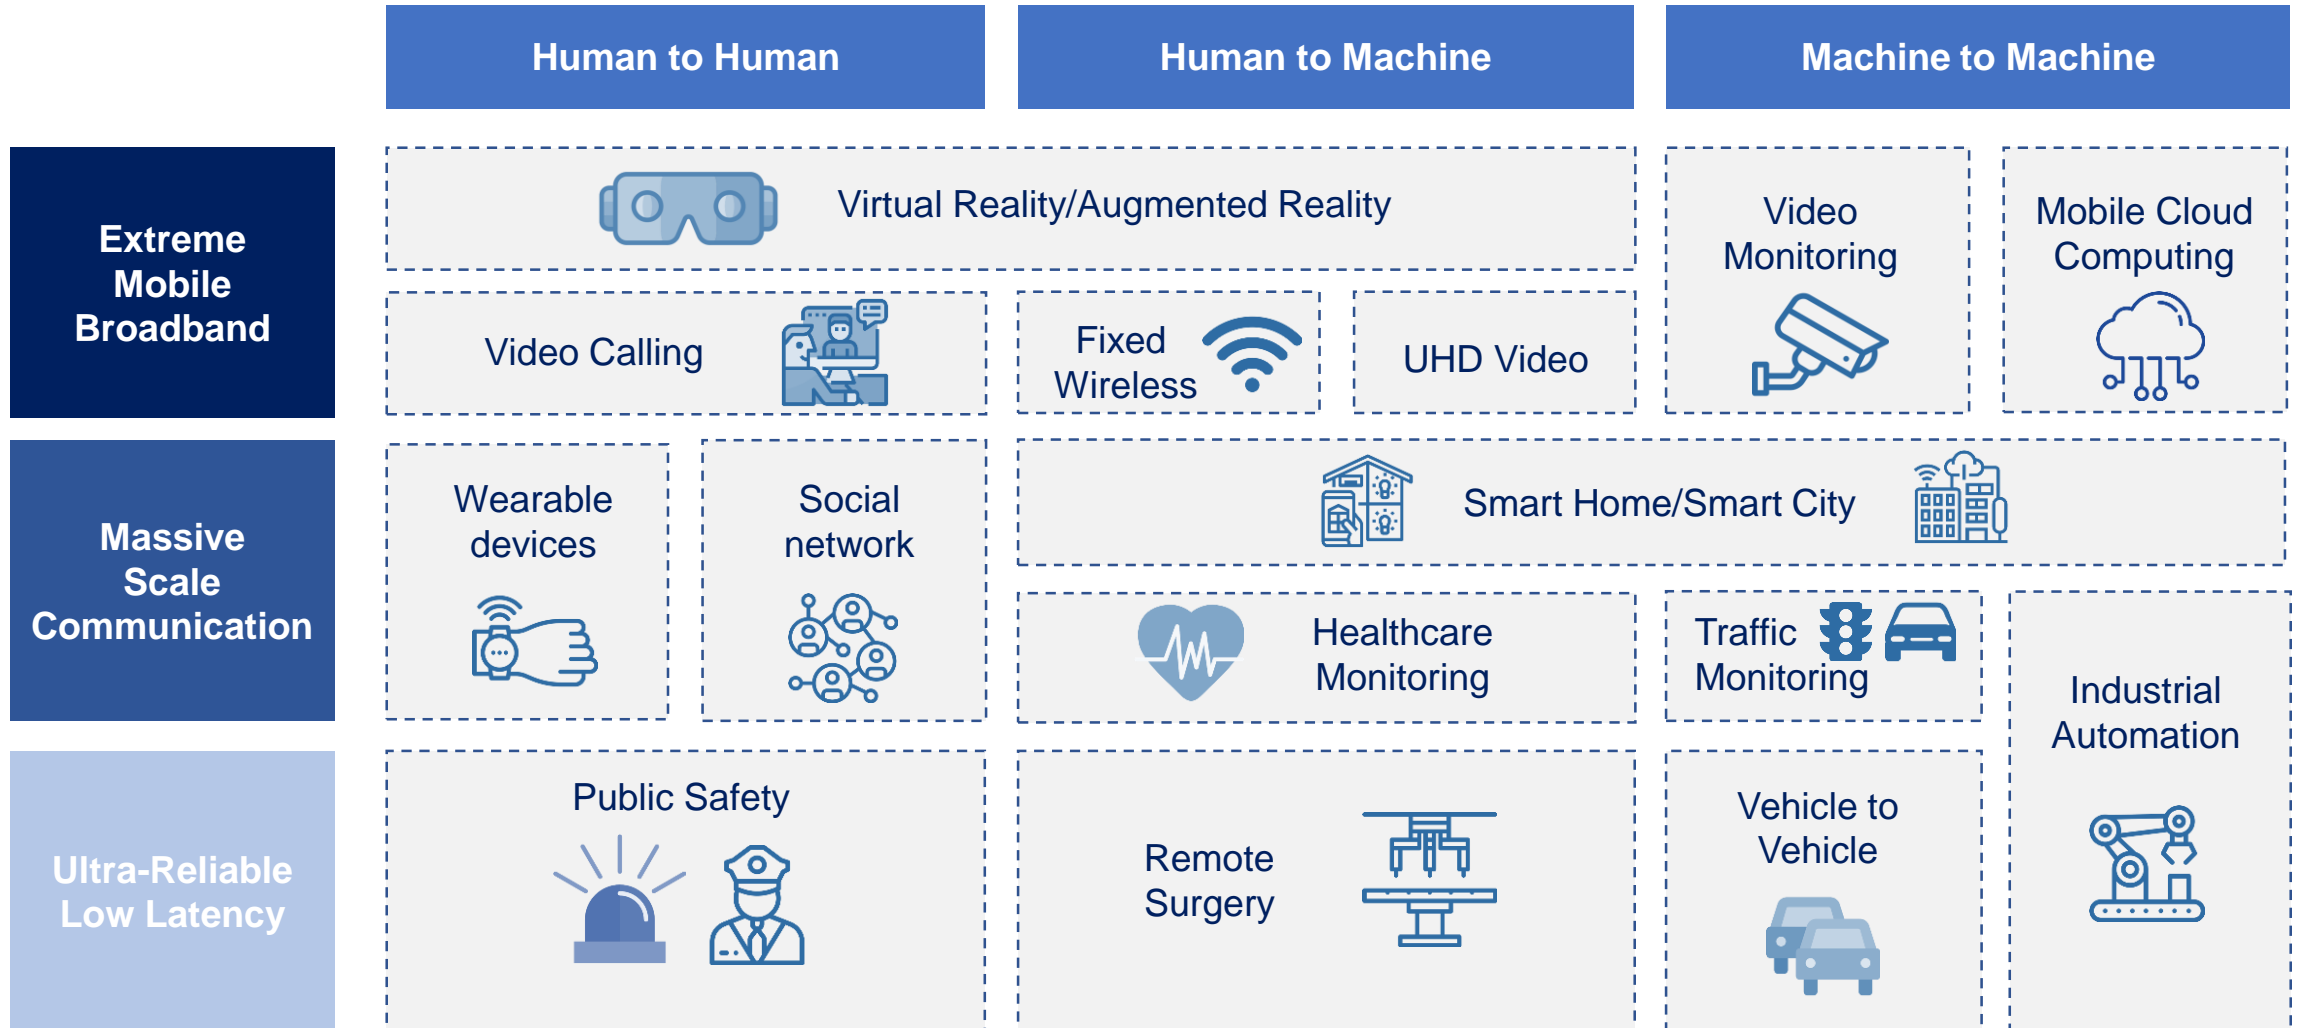 Human to Human
Human to Machine
Machine to Machine
Extreme
Mobile
Broadband
Virtual Reality/Augmented Reality
Video
Monitoring
Mobile Cloud
Computing
Video Calling
Fixed
Wireless
UHD Video
Massive
Scale
Communication
Wearable
devices
Social
network
Smart Home/Smart City
Healthcare
Monitoring
Traffic
Monitoring
Industrial
Automation
Ultra-Reliable
Low Latency
Public Safety
Remote
Surgery
Vehicle to
Vehicle